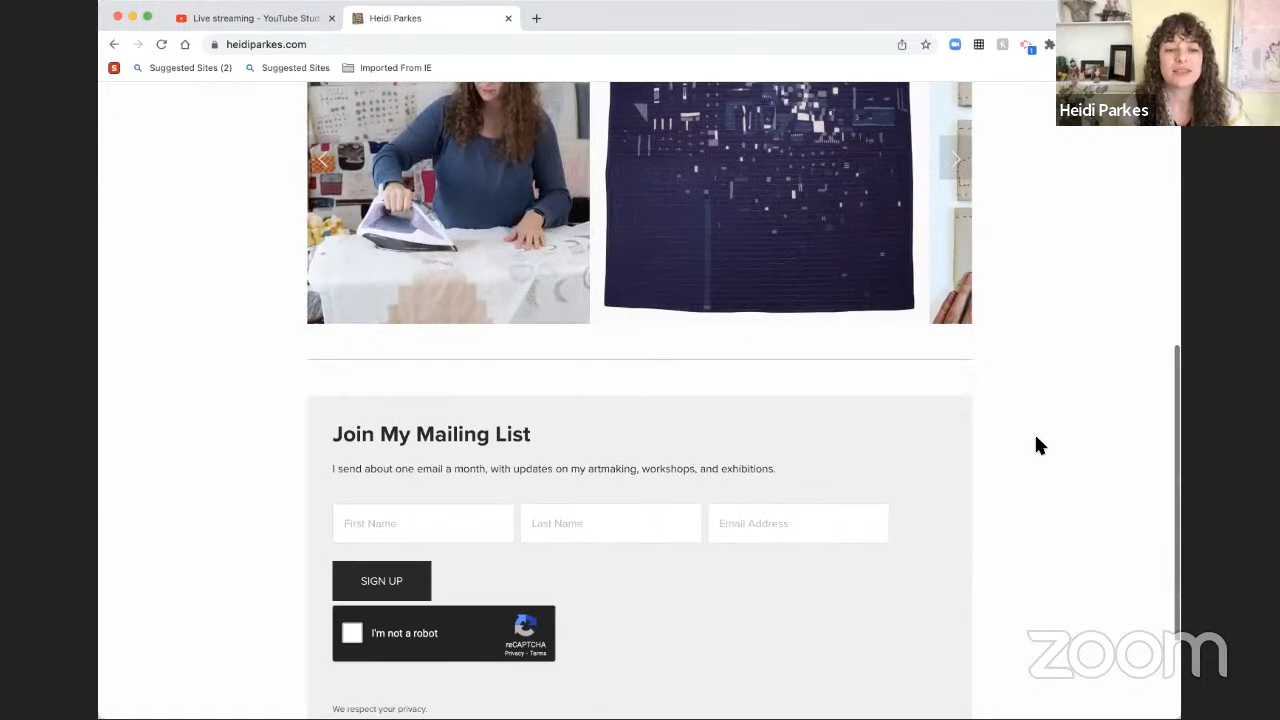 Live streaming - YouTube Stud
Heidi Parkes
heidiparkes.com
Suggested Sites (2)
Suggested Sites
Imported From IE
Heidi Parkes
Join My Mailing List
I send about one email a month, with updates on my artmaking, workshops, and exhibitions.
First Name
Last Name
Email Address
SIGN UP
I'm not a robot
reCAPTCHA
Privacy - Terms
We respect your privacy.
zoom